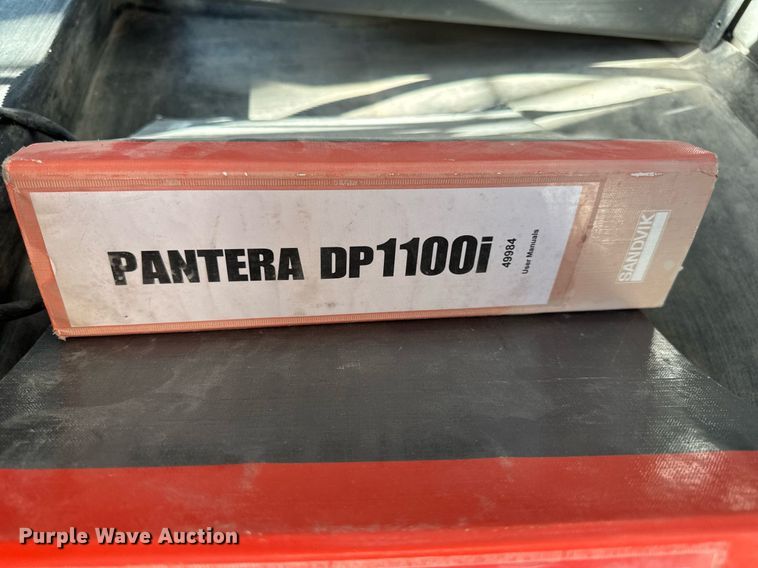 PANTERA DP1100i
49984
User Manuals
SANDVIK
Purple Wave Auction